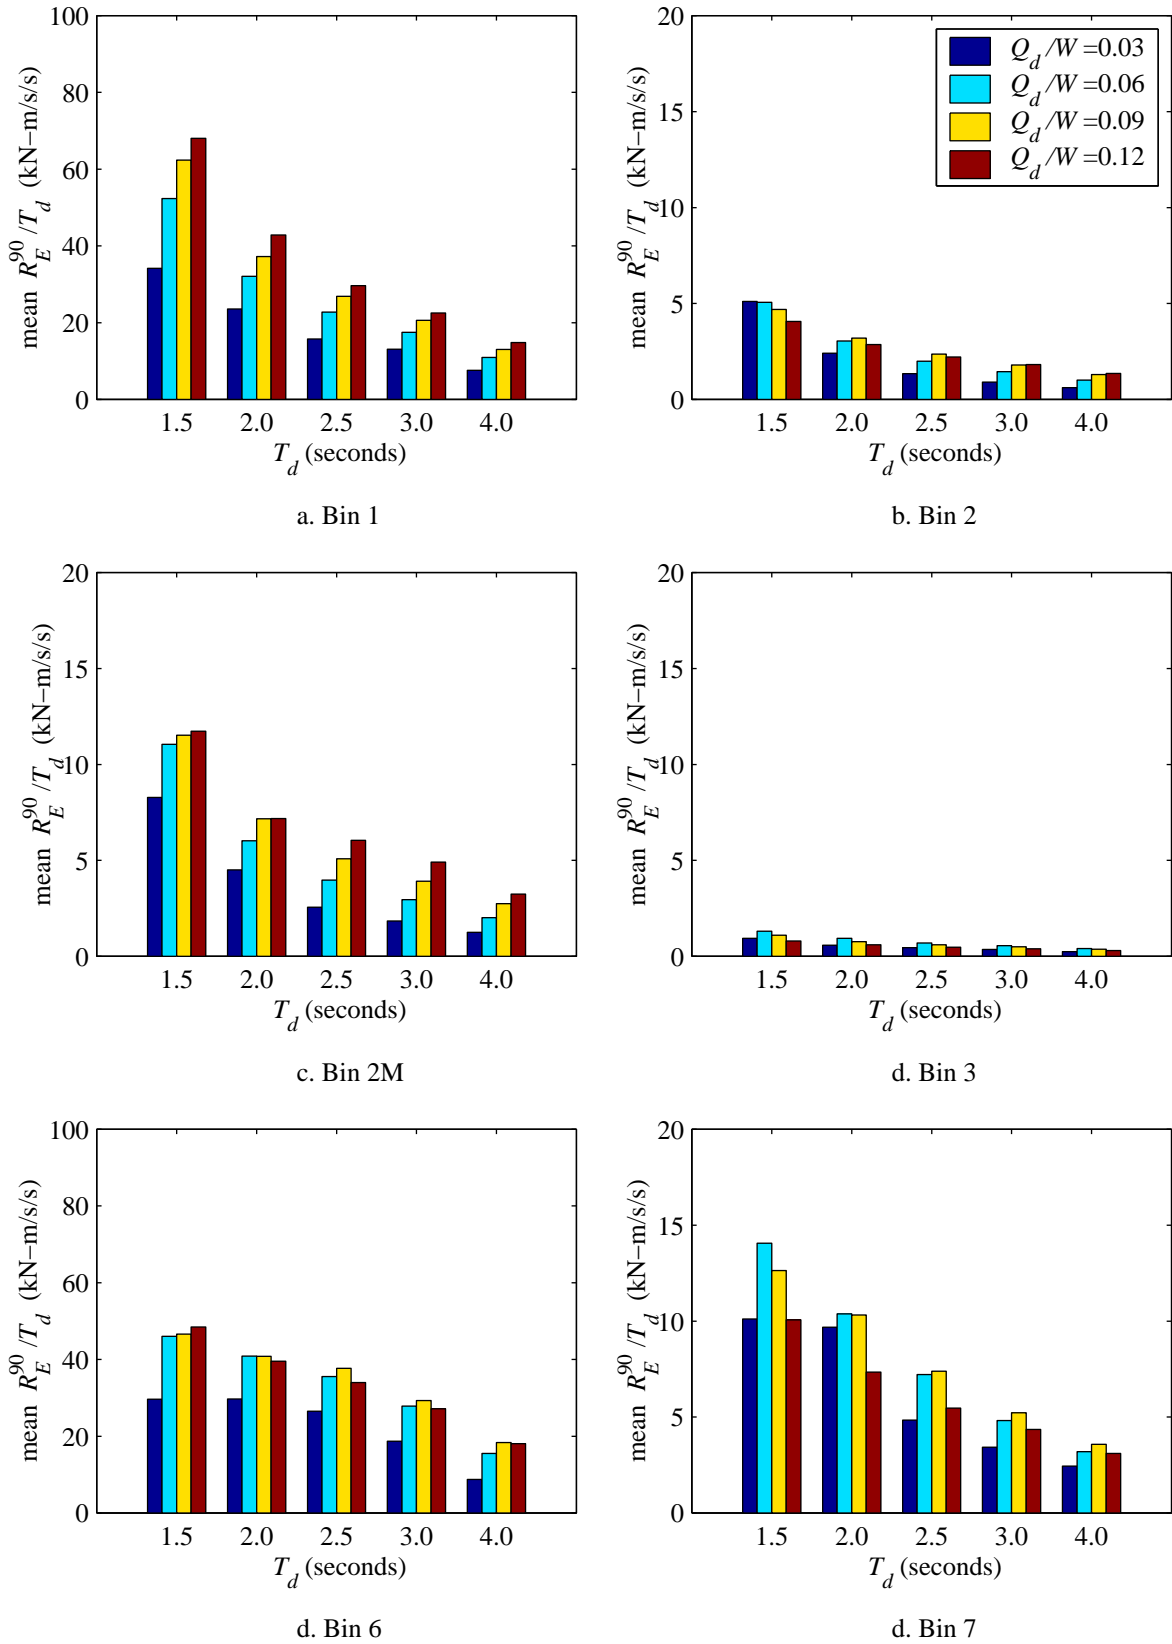 100
80
60
40
20
0
mean R_E^90/T_d (kN−m/s/s)
1.5 2.0 2.5 3.0 4.0
T_d (seconds)
a. Bin 1
20
15
10
5
0
mean R_E^90/T_d (kN−m/s/s)
Q_d/W=0.03
Q_d/W=0.06
Q_d/W=0.09
Q_d/W=0.12
1.5 2.0 2.5 3.0 4.0
T_d (seconds)
b. Bin 2
20
15
10
5
0
mean R_E^90/T_d (kN−m/s/s)
1.5 2.0 2.5 3.0 4.0
T_d (seconds)
c. Bin 2M
20
15
10
5
0
mean R_E^90/T_d (kN−m/s/s)
1.5 2.0 2.5 3.0 4.0
T_d (seconds)
d. Bin 3
100
80
60
40
20
0
mean R_E^90/T_d (kN−m/s/s)
1.5 2.0 2.5 3.0 4.0
T_d (seconds)
d. Bin 6
20
15
10
5
0
mean R_E^90/T_d (kN−m/s/s)
1.5 2.0 2.5 3.0 4.0
T_d (seconds)
d. Bin 7